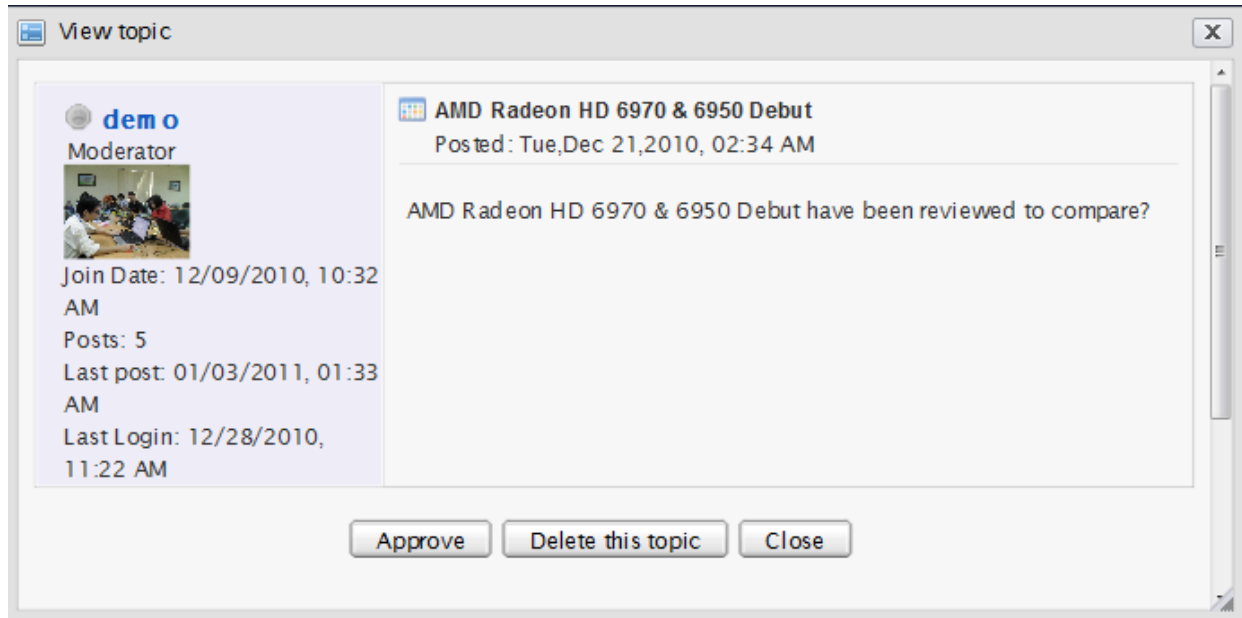 View topic
X
demo
Moderator
Join Date: 12/09/2010, 10:32
AM
Posts: 5
Last post: 01/03/2011, 01:33
AM
Last Login: 12/28/2010,
11:22 AM
AMD Radeon HD 6970 & 6950 Debut
Posted: Tue,Dec 21,2010, 02:34 AM
AMD Radeon HD 6970 & 6950 Debut have been reviewed to compare?
Approve
Delete this topic
Close